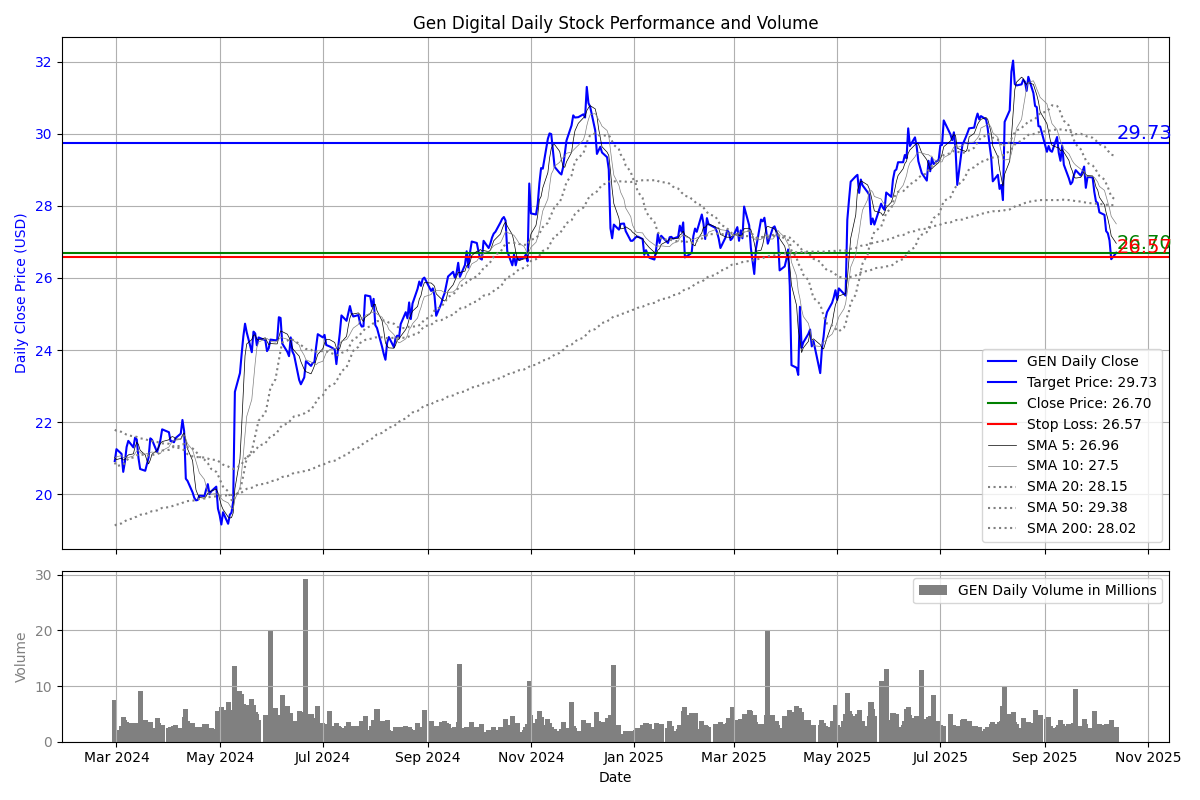 Gen Digital Daily Stock Performance and Volume
Daily Close Price (USD)
32
30
28
26
24
22
20
29.73
26.70
26.57
GEN Daily Close
Target Price: 29.73
Close Price: 26.70
Stop Loss: 26.57
SMA 5: 26.96
SMA 10: 27.5
SMA 20: 28.15
SMA 50: 29.38
SMA 200: 28.02
Volume
30
20
10
0
GEN Daily Volume in Millions
Mar 2024 May 2024 Jul 2024 Sep 2024 Nov 2024 Jan 2025 Mar 2025 May 2025 Jul 2025 Sep 2025 Nov 2025
Date